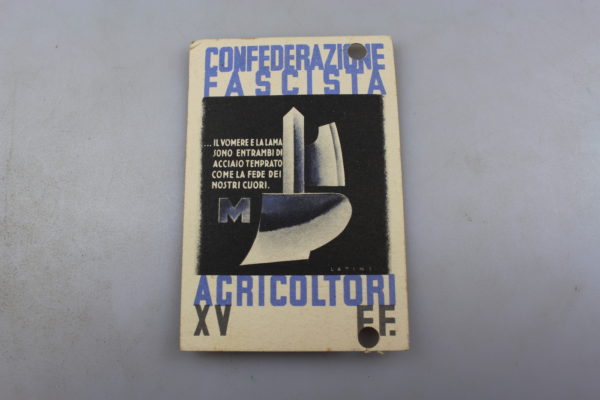 CONFEDERAZIONE
FASCISTA
... IL VOMERE E LA LAMA
SONO ENTRAMBI DI
ACCIAIO TEMPRATO
COME LA FEDE DEI
NOSTRI CUORI.
M
LATINI
AGRICOLTORI
XV E.F.